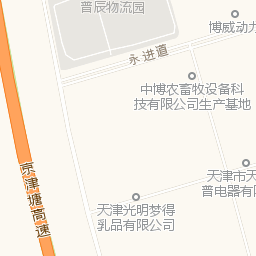 晋辰物流园
博威动力
永进道
中博农畜牧设备科
技有限公司生产基地
京津塘高速
天津市天
普电器有限
天津光明梦得
乳品有限公司